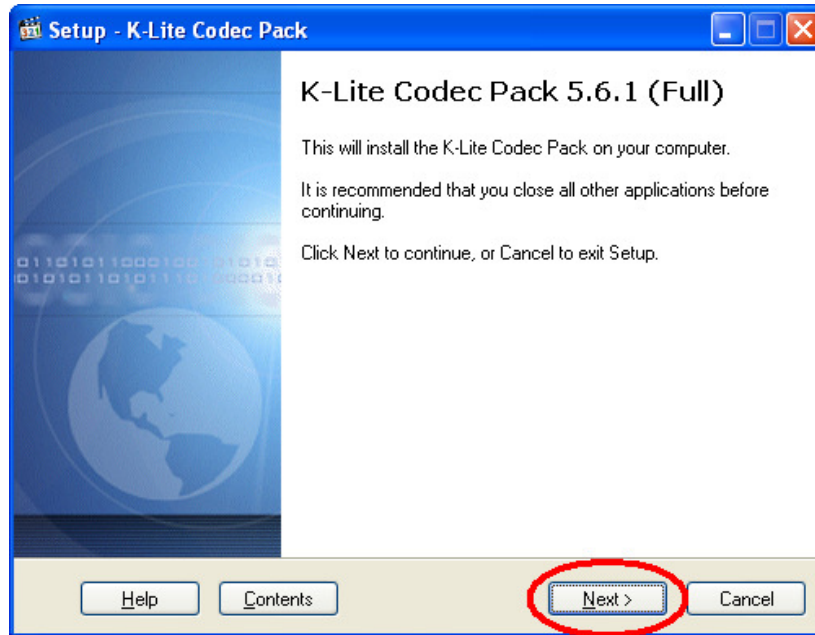 Setup - K-Lite Codec Pack
K-Lite Codec Pack 5.6.1 (Full)
This will install the K-Lite Codec Pack on your computer.
It is recommended that you close all other applications before
continuing.
Click Next to continue, or Cancel to exit Setup.
Help
Contents
Next >
Cancel